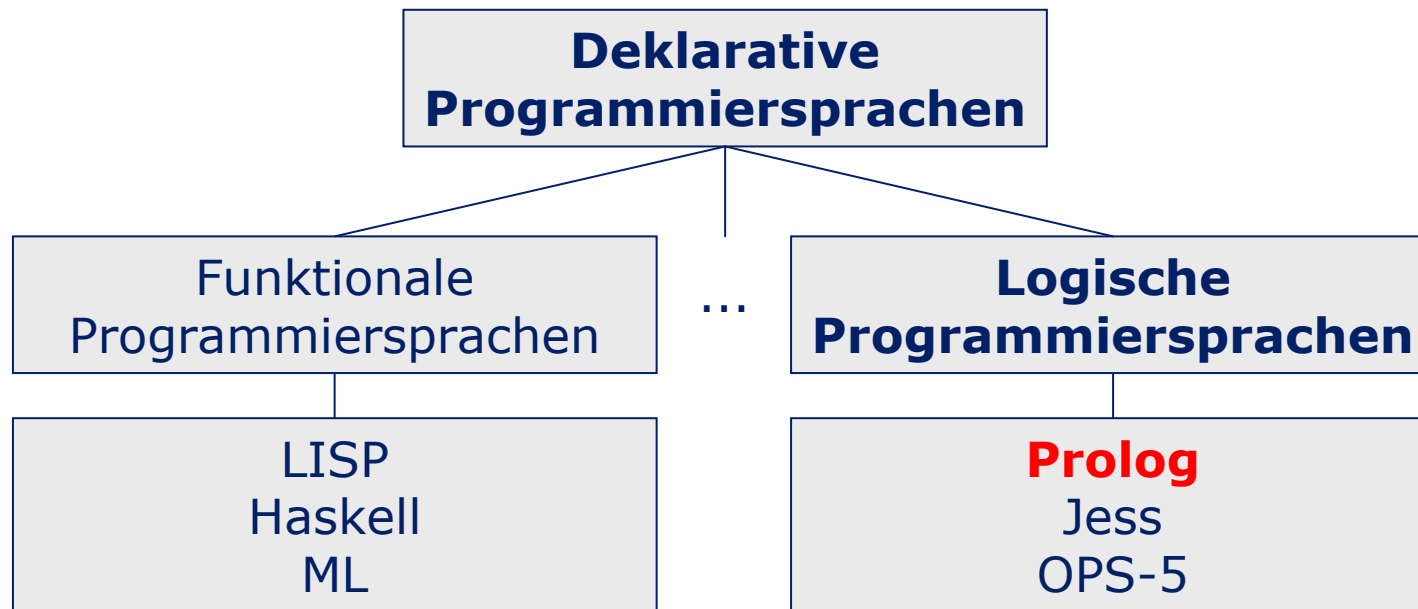 Deklarative
Programmiersprachen
Funktionale
Programmiersprachen
...
Logische
Programmiersprachen
LISP
Haskell
ML
Prolog
Jess
OPS-5